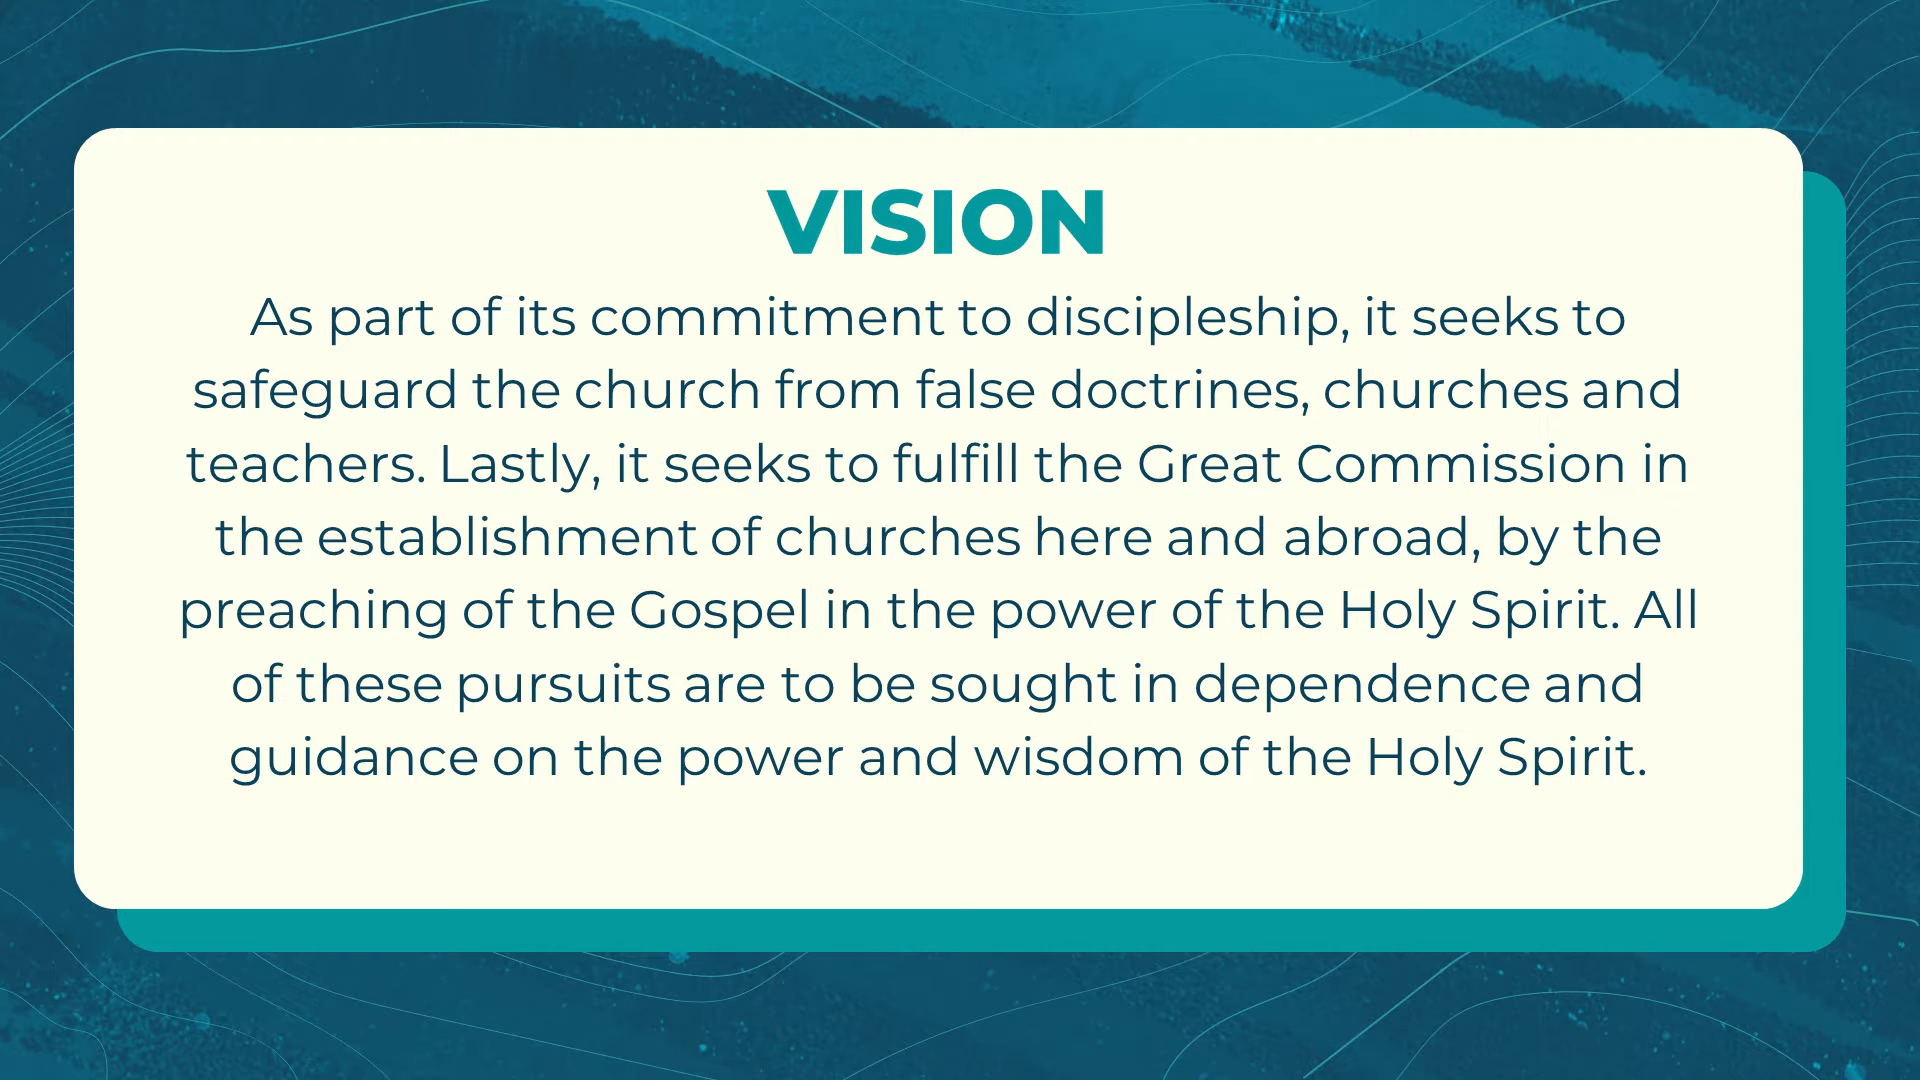 VISION
As part of its commitment to discipleship, it seeks to
safeguard the church from false doctrines, churches and
teachers. Lastly, it seeks to fulfill the Great Commission in
the establishment of churches here and abroad, by the
preaching of the Gospel in the power of the Holy Spirit. All
of these pursuits are to be sought in dependence and
guidance on the power and wisdom of the Holy Spirit.